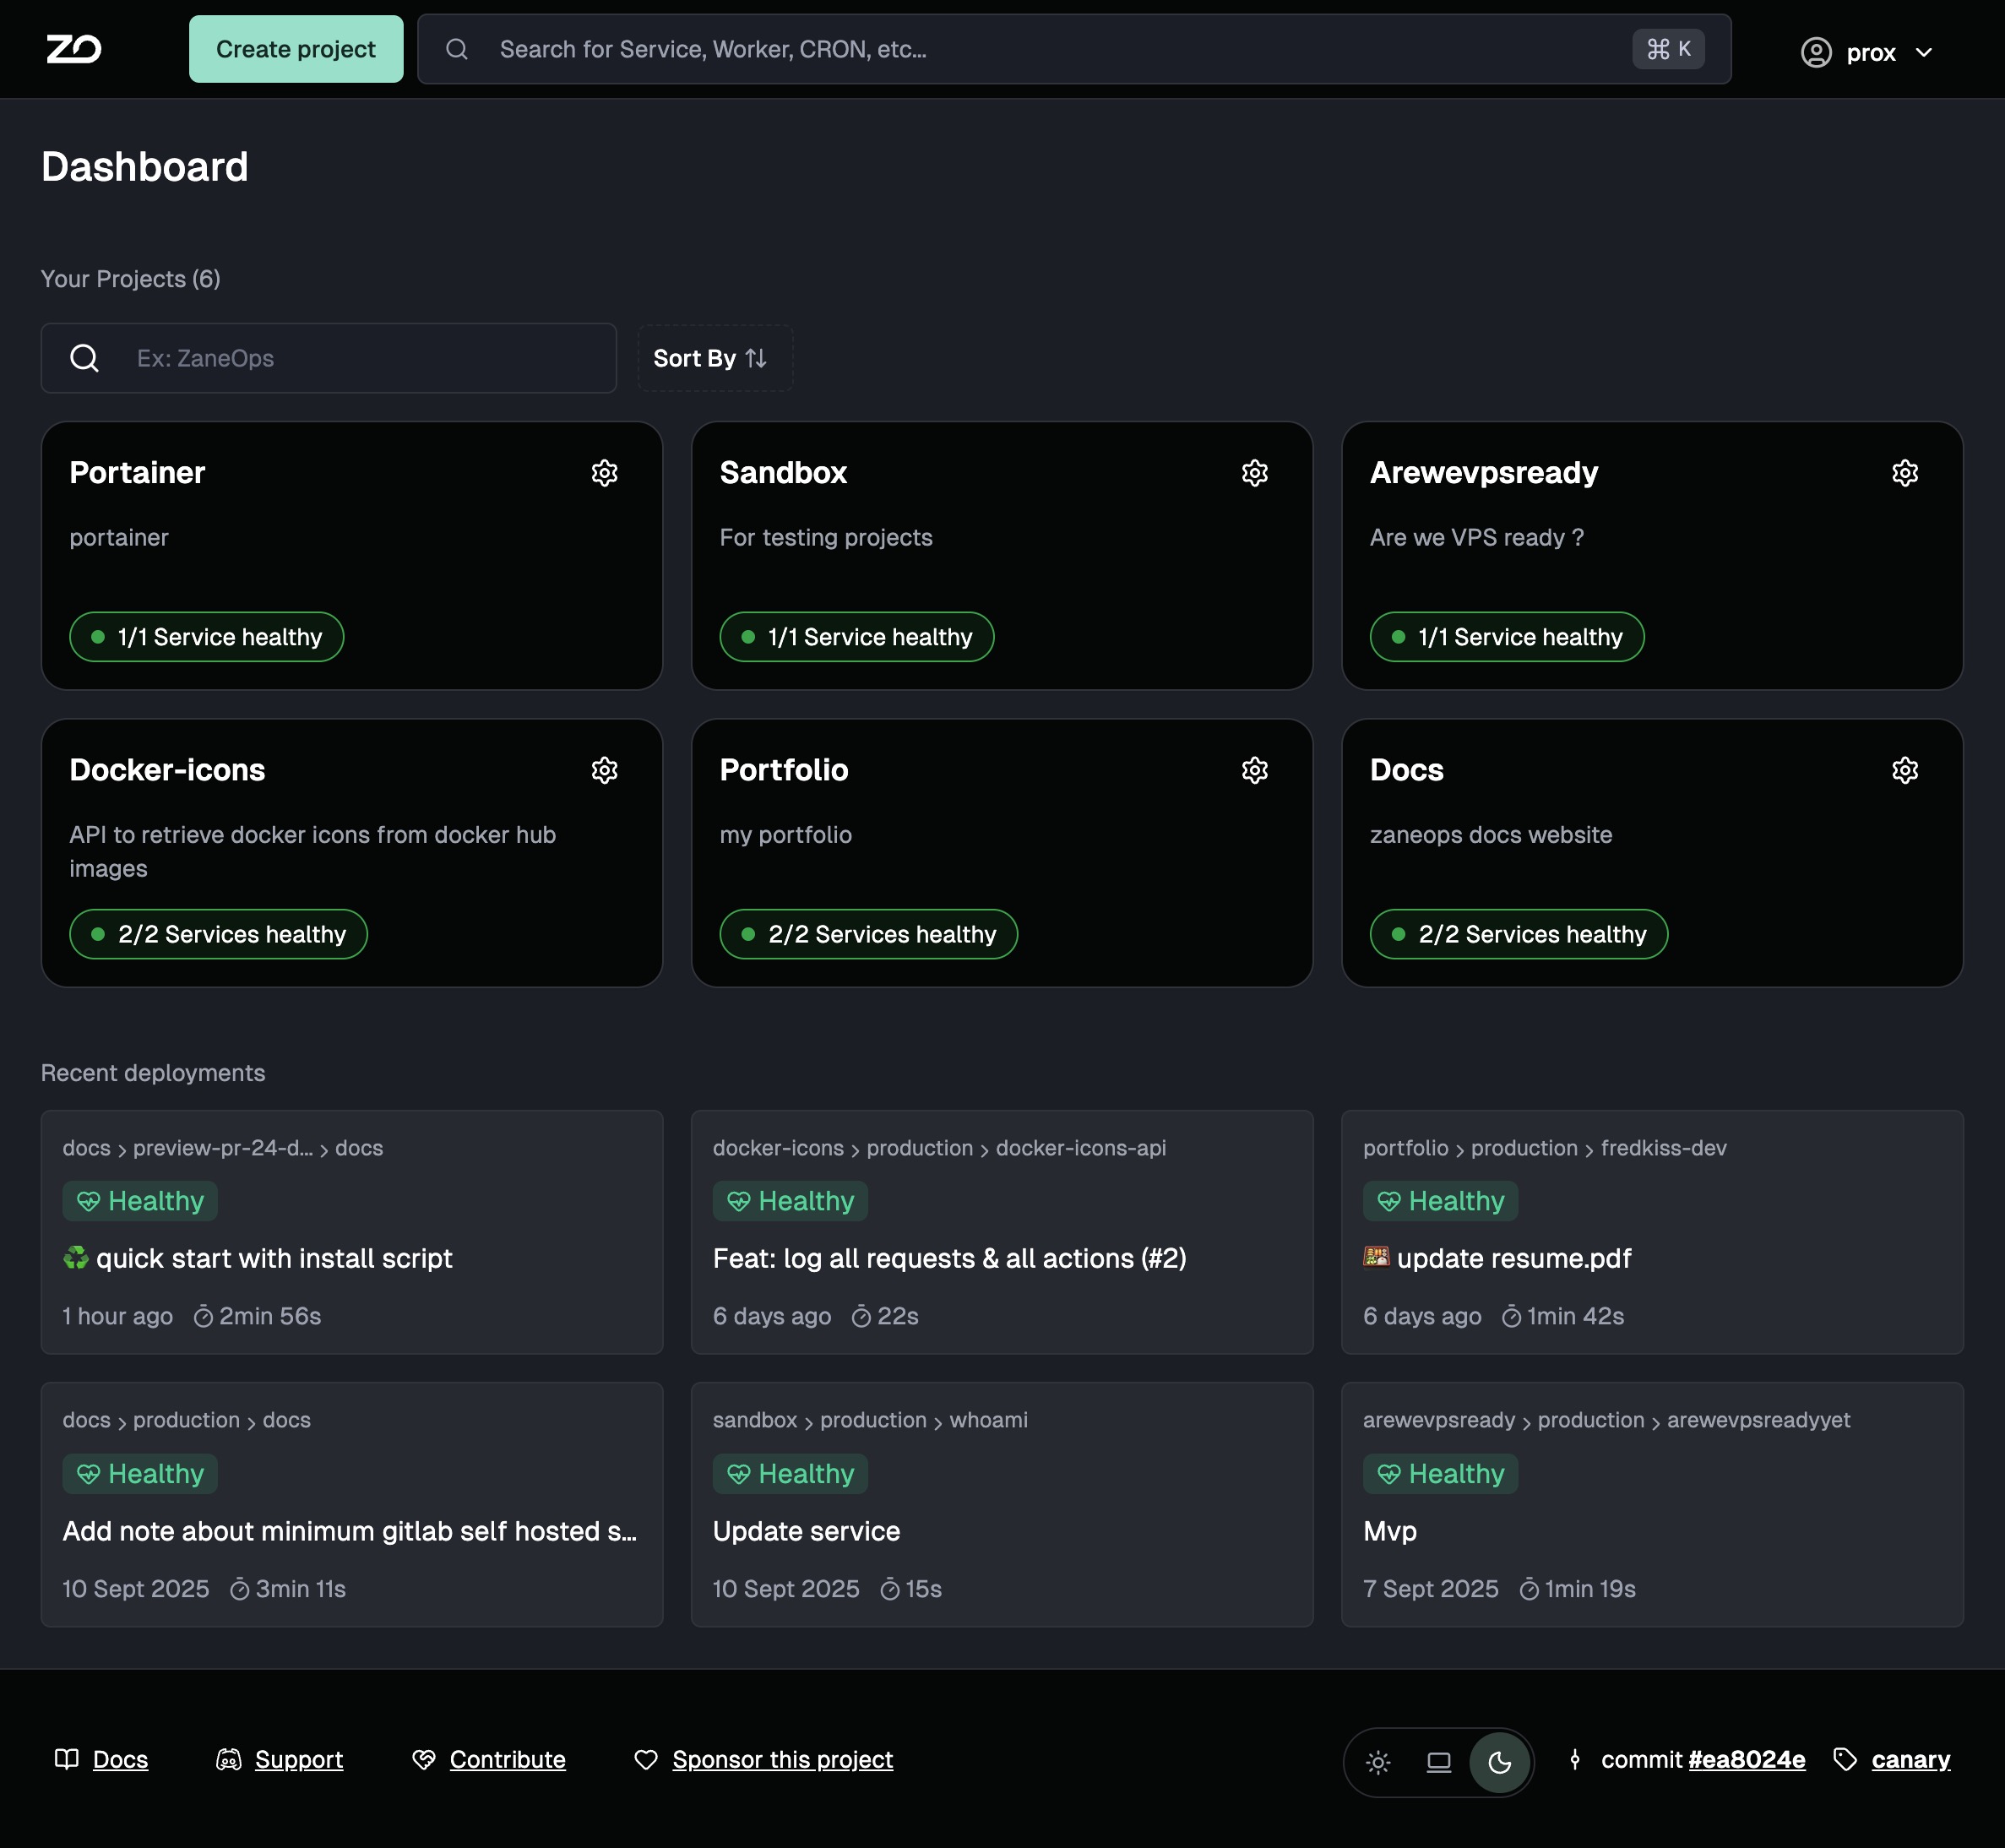 ZO
Create project
Search for Service, Worker, CRON, etc...
⌘ K
prox
Dashboard
Your Projects (6)
Ex: ZaneOps
Sort By
Portainer
portainer
1/1 Service healthy
Sandbox
For testing projects
1/1 Service healthy
Arewevpsready
Are we VPS ready ?
1/1 Service healthy
Docker-icons
API to retrieve docker icons from docker hub
images
2/2 Services healthy
Portfolio
my portfolio
2/2 Services healthy
Docs
zaneops docs website
2/2 Services healthy
Recent deployments
docs > preview-pr-24-d... > docs
Healthy
♻️ quick start with install script
1 hour ago 2min 56s
docker-icons > production > docker-icons-api
Healthy
Feat: log all requests & all actions (#2)
6 days ago 22s
portfolio > production > fredkiss-dev
Healthy
🍱 update resume.pdf
6 days ago 1min 42s
docs > production > docs
Healthy
Add note about minimum gitlab self hosted s...
10 Sept 2025 3min 11s
sandbox > production > whoami
Healthy
Update service
10 Sept 2025 15s
arewevpsready > production > arewevpsreadyyet
Healthy
Mvp
7 Sept 2025 1min 19s
Docs
Support
Contribute
Sponsor this project
commit #ea8024e
canary